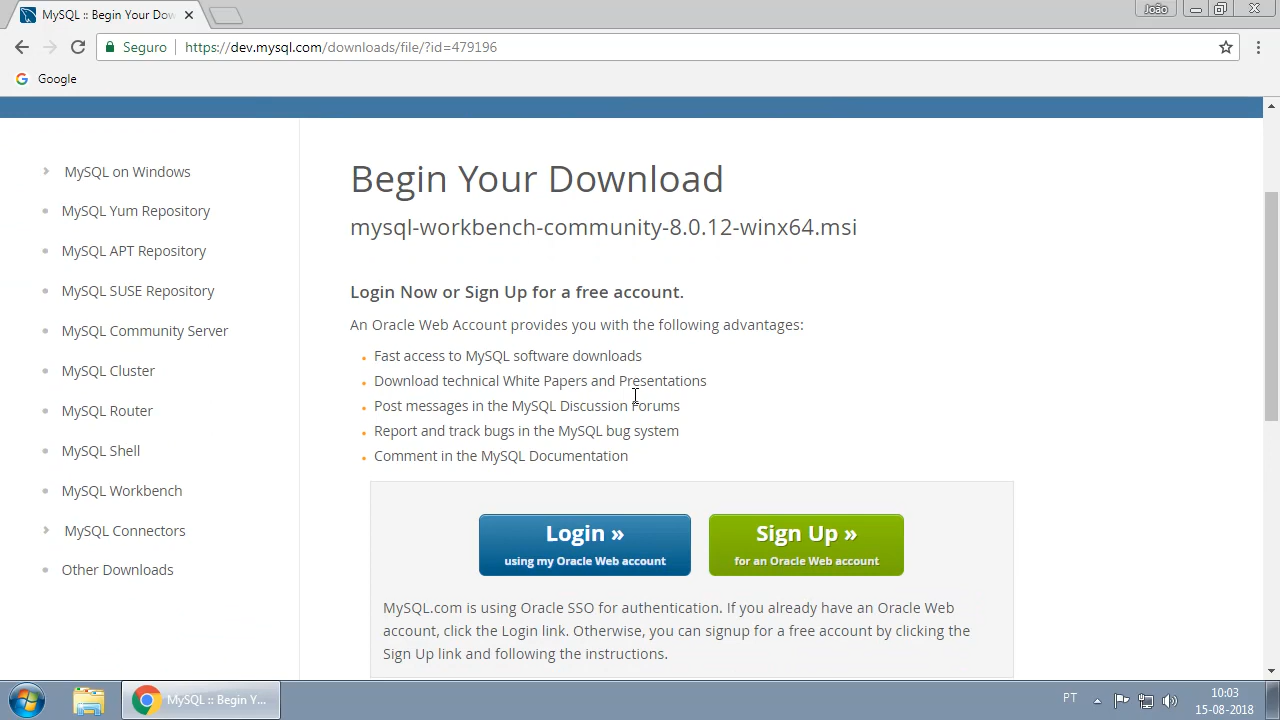 MySQL :: Begin Your Dow
João
Seguro
https://dev.mysql.com/downloads/file/?id=479196
Google
MySQL on Windows
MySQL Yum Repository
MySQL APT Repository
MySQL SUSE Repository
MySQL Community Server
MySQL Cluster
MySQL Router
MySQL Shell
MySQL Workbench
MySQL Connectors
Other Downloads
Begin Your Download
mysql-workbench-community-8.0.12-winx64.msi
Login Now or Sign Up for a free account.
An Oracle Web Account provides you with the following advantages:
Fast access to MySQL software downloads
Download technical White Papers and Presentations
Post messages in the MySQL Discussion Forums
Report and track bugs in the MySQL bug system
Comment in the MySQL Documentation
Login »
using my Oracle Web account
Sign Up »
for an Oracle Web account
MySQL.com is using Oracle SSO for authentication. If you already have an Oracle Web
account, click the Login link. Otherwise, you can signup for a free account by clicking the
Sign Up link and following the instructions.
MySQL :: Begin Y...
PT
10:03
15-08-2018